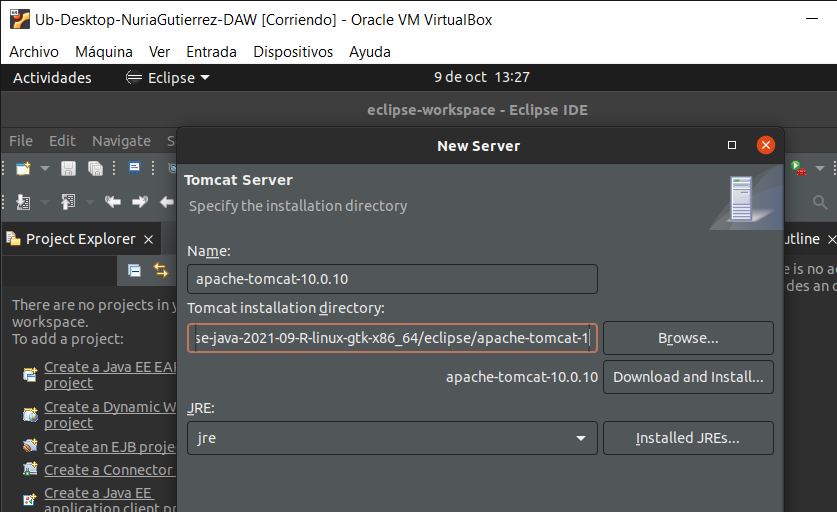 Ub-Desktop-NuriaGutierrez-DAW [Corriendo] - Oracle VM VirtualBox
Archivo Máquina Ver Entrada Dispositivos Ayuda
Actividades Eclipse 9 de oct 13:27
eclipse-workspace - Eclipse IDE
File Edit Navigate S
New Server
Tomcat Server
Specify the installation directory
Project Explorer
utline
Name:
apache-tomcat-10.0.10
Tomcat installation directory:
se-java-2021-09-R-linux-gtk-x86_64/eclipse/apache-tomcat-1
Browse...
apache-tomcat-10.0.10
Download and Install...
JRE:
jre
Installed JREs...
There are no projects in y
workspace.
To add a project:
Create a Java EE EAR
project
Create a Dynamic W
project
Create an EJB proje
Create a Connector
Create a Java EE
application client pr
e is no a
des an o